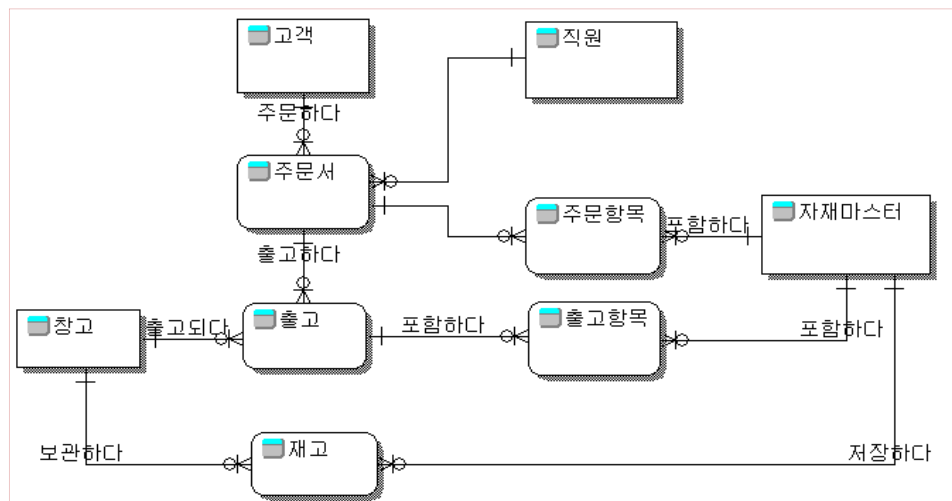 고객
직원
주문하다
주문서
주문항목
포함하다
자재마스터
출고하다
창고
출고되다
출고
포함하다
출고항목
포함하다
보관하다
재고
저장하다